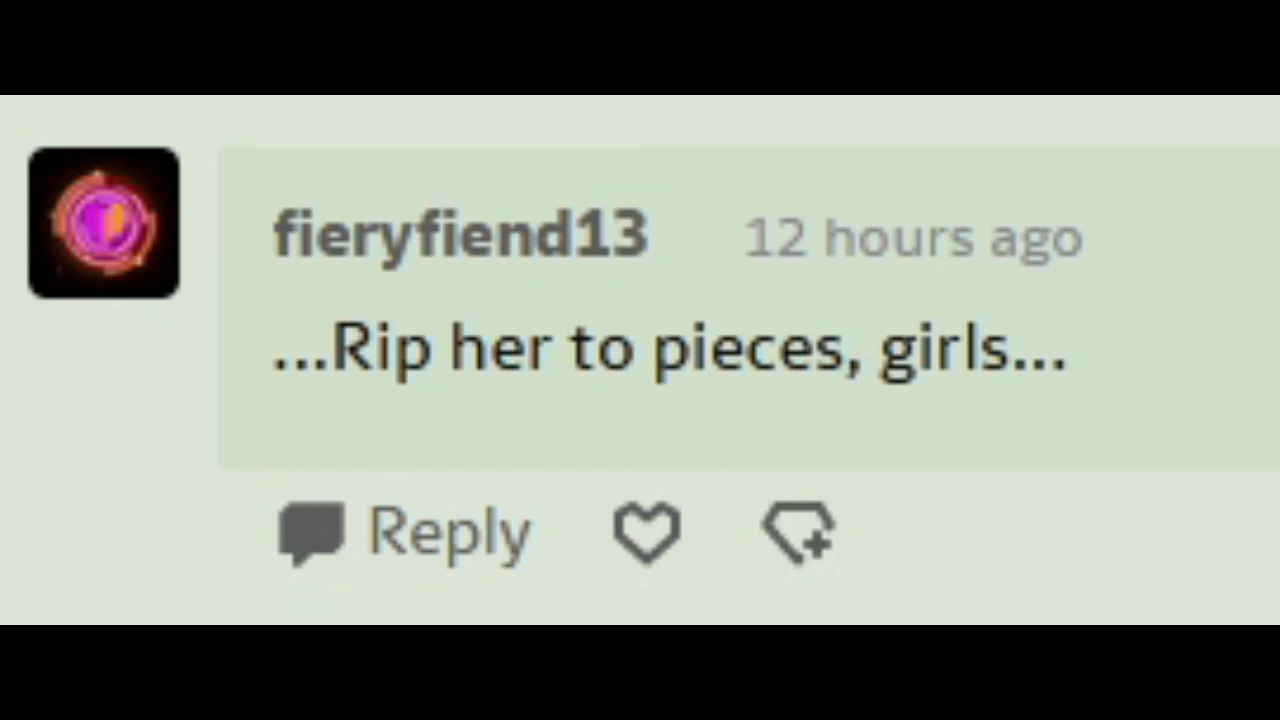 fieryfiend13 12 hours ago
...Rip her to pieces, girls...
Reply